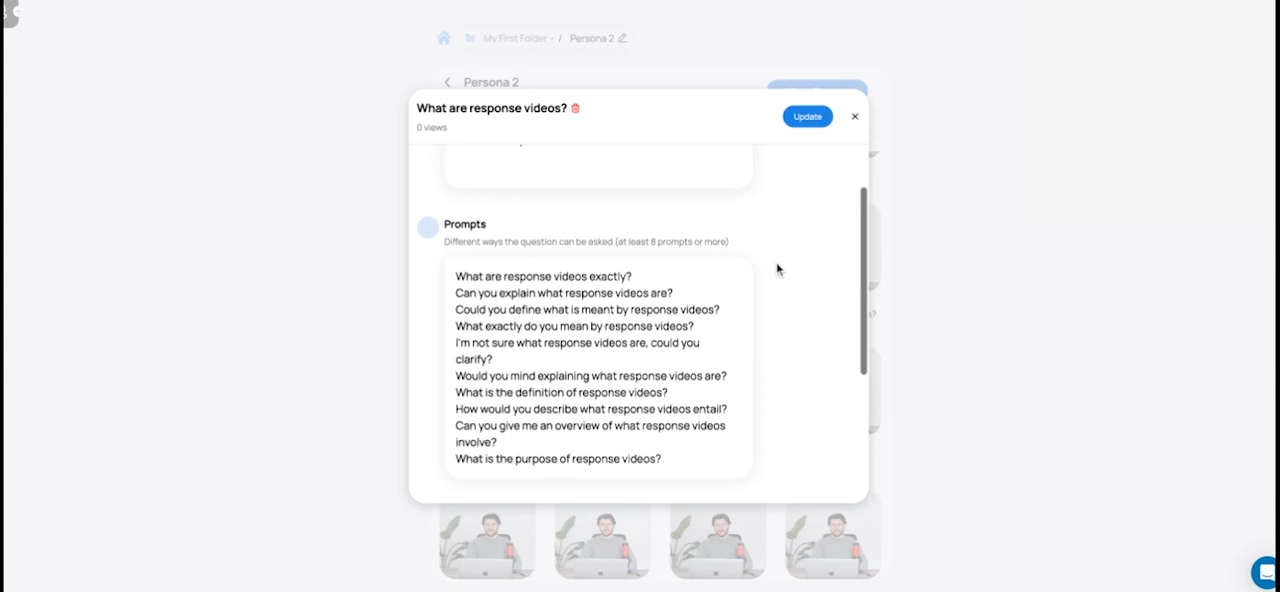 My First Folder / Persona 2
Persona 2
What are response videos?
Update
0 views
Prompts
Different ways the question can be asked (at least 8 prompts or more)
What are response videos exactly?
Can you explain what response videos are?
Could you define what is meant by response videos?
What exactly do you mean by response videos?
I'm not sure what response videos are, could you
clarify?
Would you mind explaining what response videos are?
What is the definition of response videos?
How would you describe what response videos entail?
Can you give me an overview of what response videos
involve?
What is the purpose of response videos?